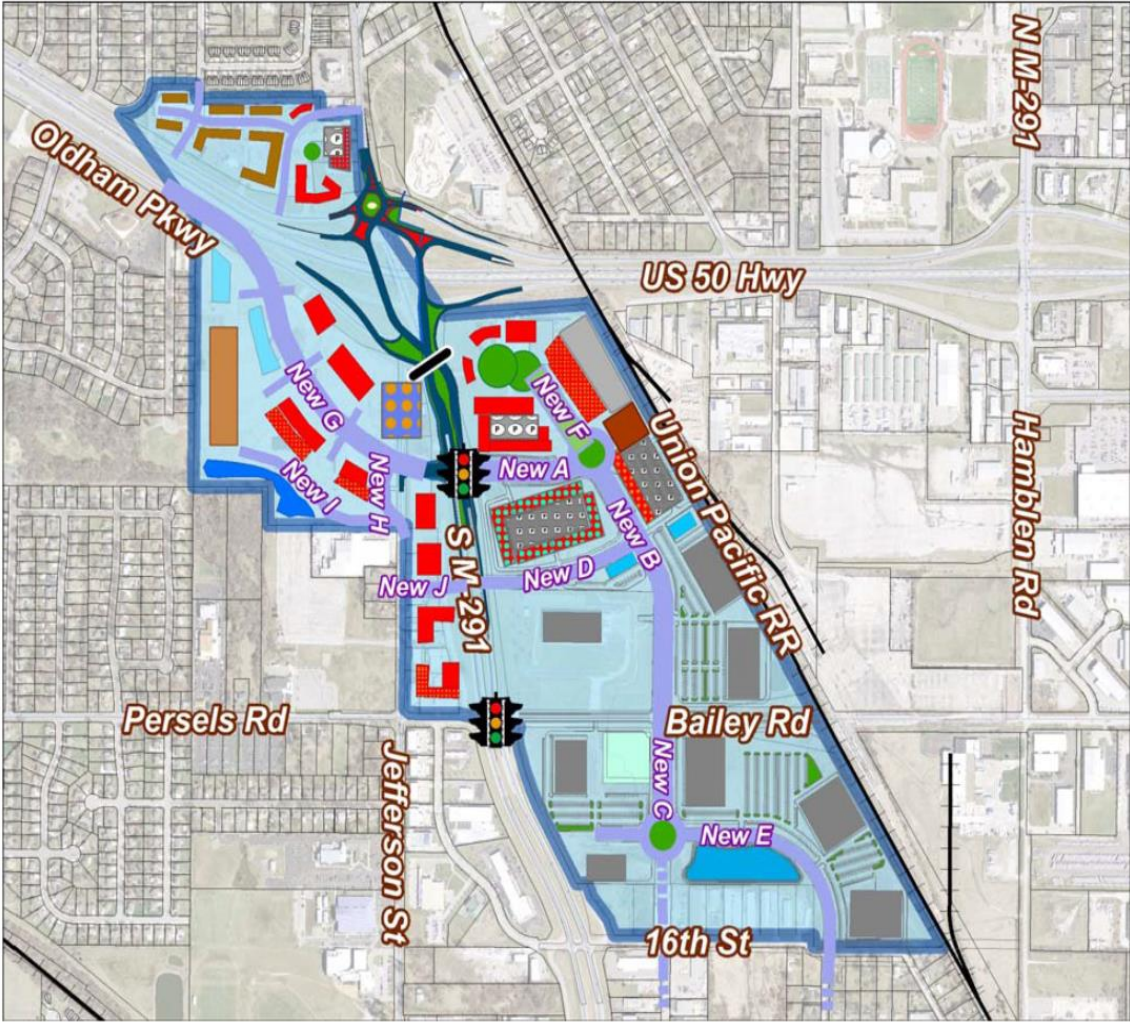 N M-291
Oldham Pkwy
US 50 Hwy
New G
New F
Union Pacific RR
Hamblen Rd
New A
New I
New H
New B
S M-291
New D
New J
Persels Rd
Bailey Rd
Jefferson St
New C
New E
16th St
P
P P P